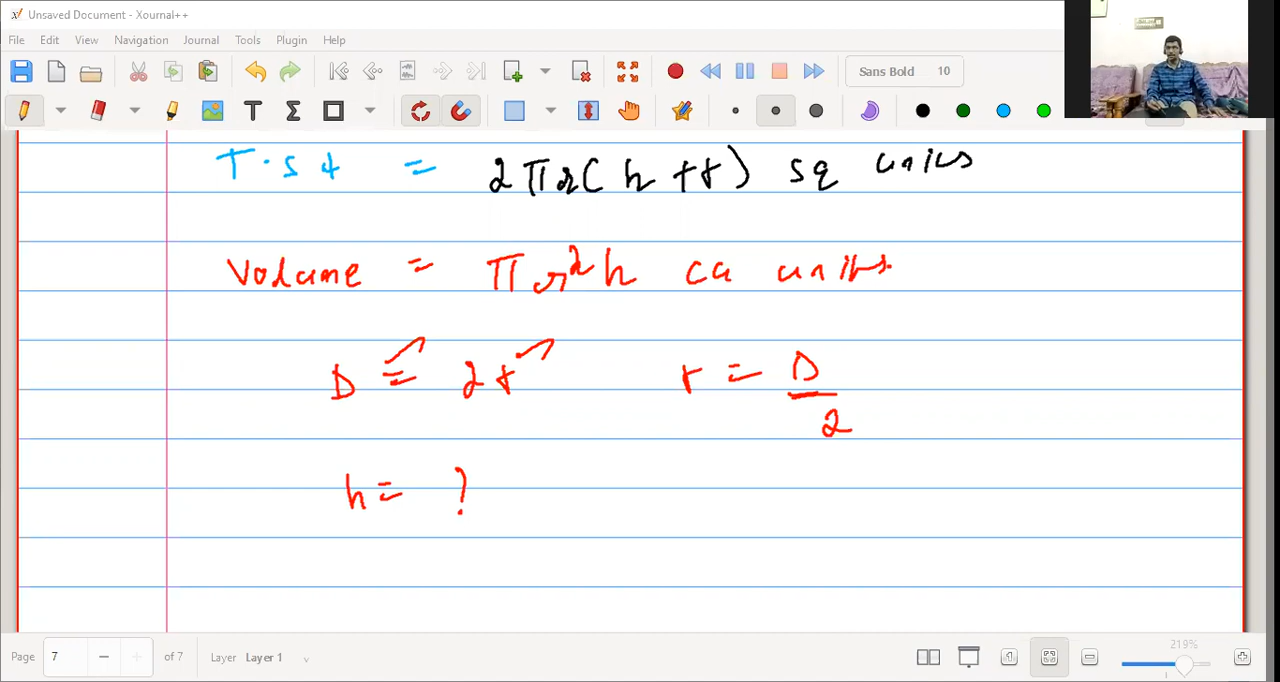 Unsaved Document - Xournal++
File Edit View Navigation Journal Tools Plugin Help
Sans Bold 10
T.S A = 2πr(h+r) sq units
Volume = πr²h cu units
D = 2r r = D/2
h = ?
Page 7 of 7 Layer Layer 1 219%